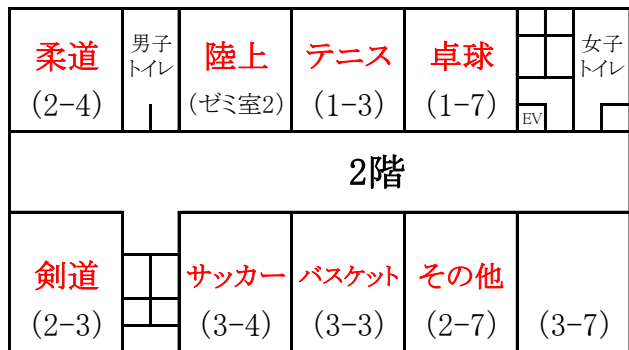 柔道
(2-4)
男子
トイレ
陸上
(ゼミ室2)
テニス
(1-3)
卓球
(1-7)
EV
女子
トイレ
2階
剣道
(2-3)
サッカー
(3-4)
バスケット
(3-3)
その他
(2-7)
(3-7)